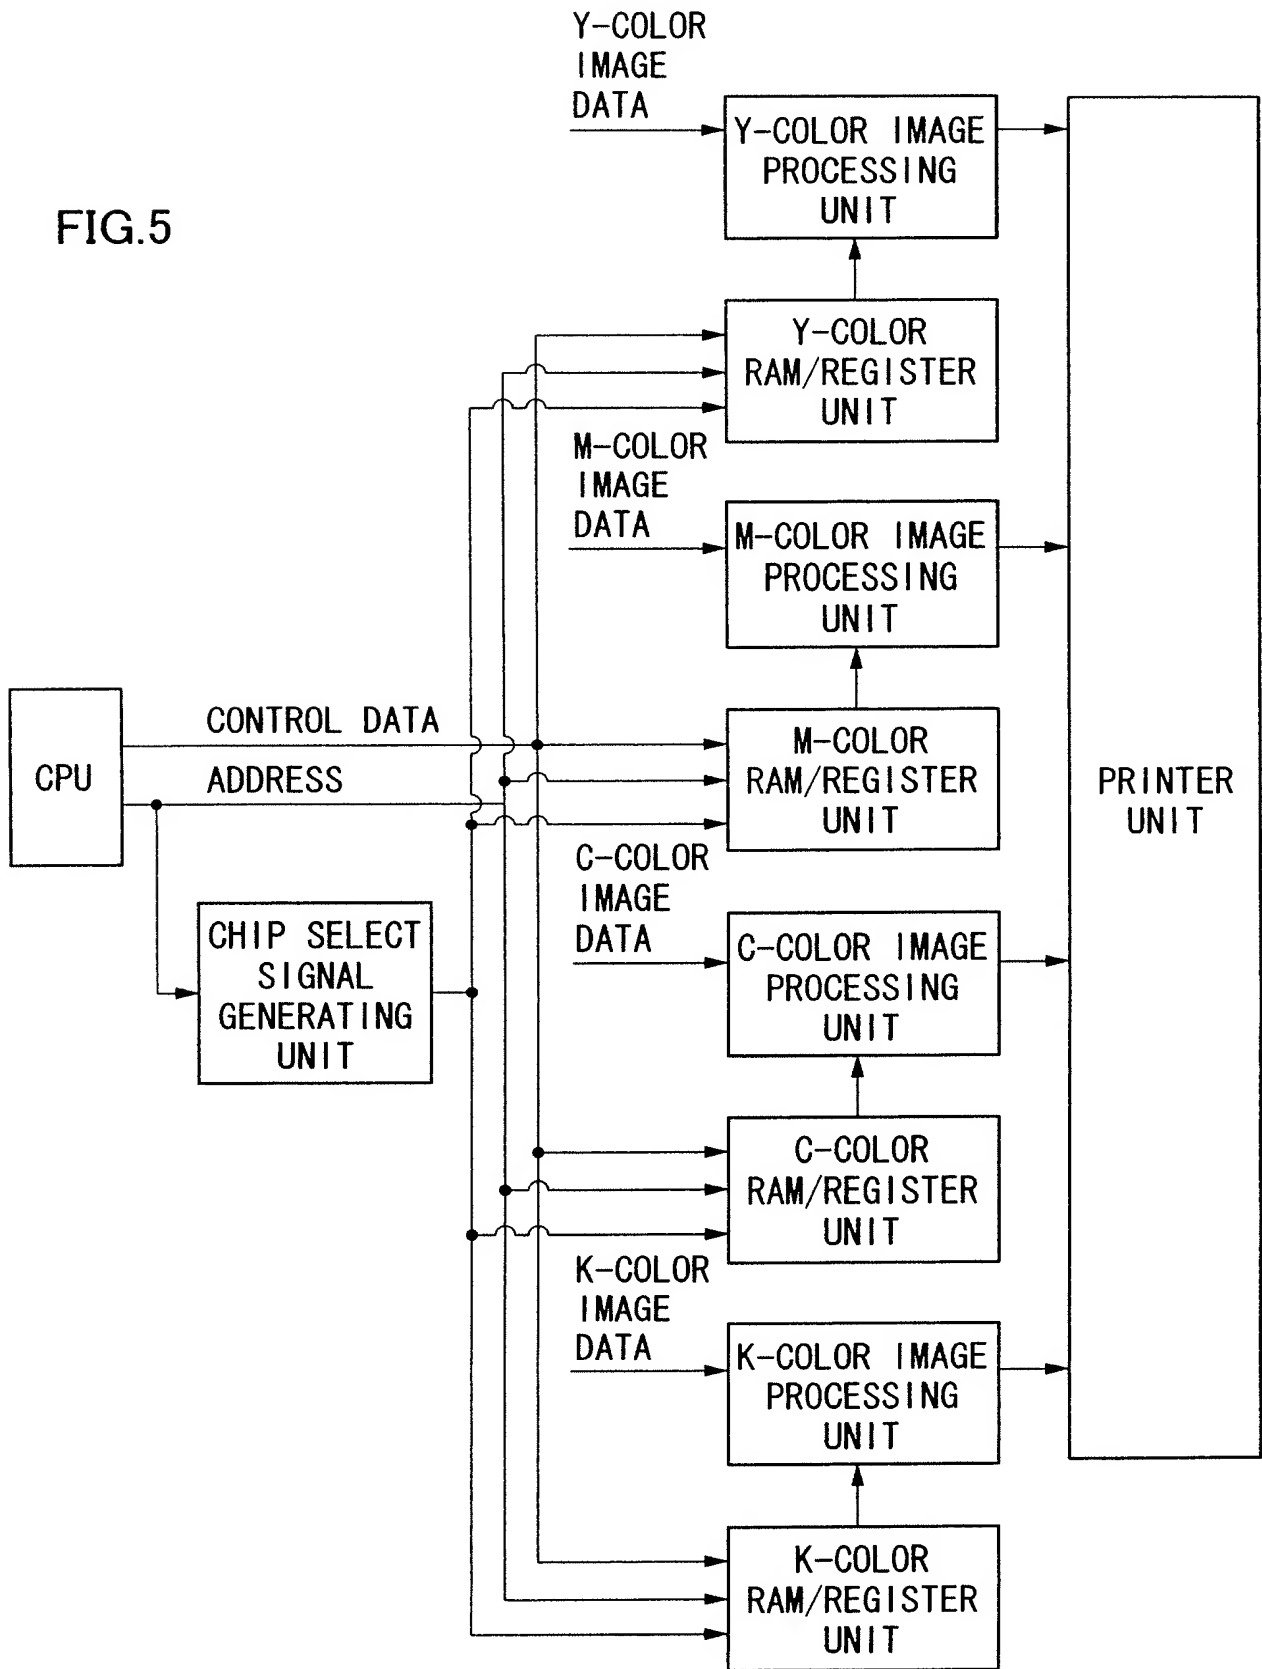 FIG.5
Y-COLOR
IMAGE
DATA
Y-COLOR IMAGE
PROCESSING
UNIT
Y-COLOR
RAM/REGISTER
UNIT
M-COLOR
IMAGE
DATA
M-COLOR IMAGE
PROCESSING
UNIT
CPU
CONTROL DATA
ADDRESS
M-COLOR
RAM/REGISTER
UNIT
PRINTER
UNIT
CHIP SELECT
SIGNAL
GENERATING
UNIT
C-COLOR
IMAGE
DATA
C-COLOR IMAGE
PROCESSING
UNIT
C-COLOR
RAM/REGISTER
UNIT
K-COLOR
IMAGE
DATA
K-COLOR IMAGE
PROCESSING
UNIT
K-COLOR
RAM/REGISTER
UNIT